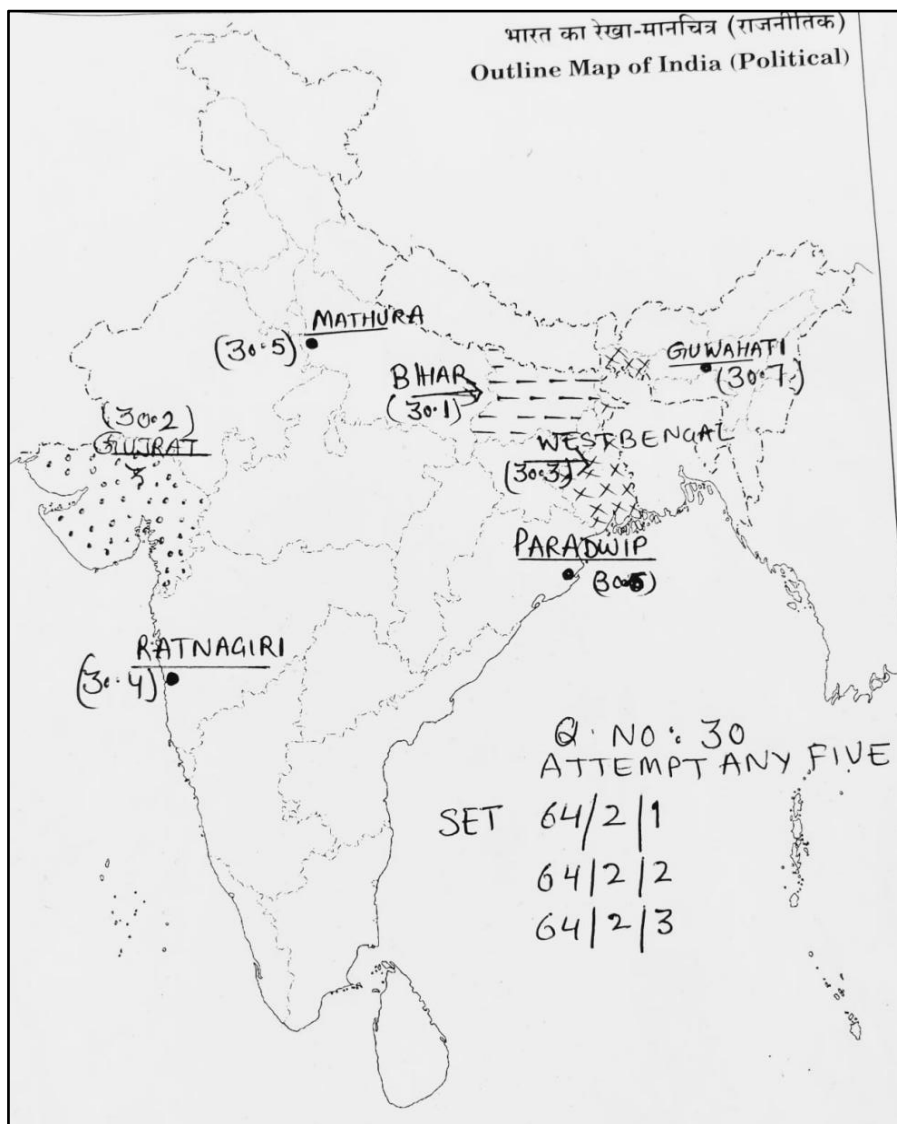 भारत का रेखा-मानचित्र (राजनीतिक)
Outline Map of India (Political)
MATHURA
(30.5)
GUWAHATI
(30.7)
BIHAR
(30.1)
(30.2)
GUJRAT
WEST BENGAL
(30.3)
PARADWIP
RATNAGIRI
(30.4)
Q. NO: 30
ATTEMPT ANY FIVE
SET 64/2/1
64/2/2
64/2/3